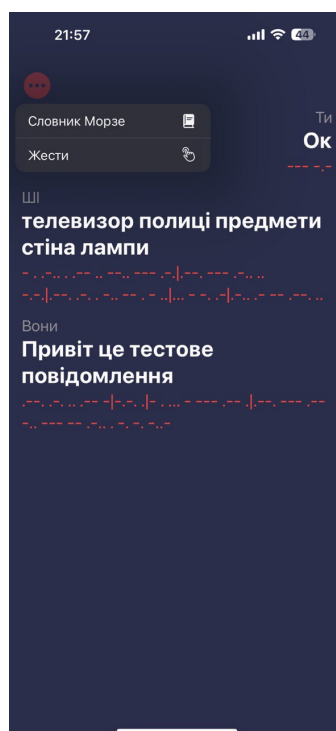 21:57
44
Словник Морзе
Жести
Ти
Ок
--- -.-
ШІ
телевизор полиці предмети
стіна лампи
Вони
Привіт це тестове
повідомлення